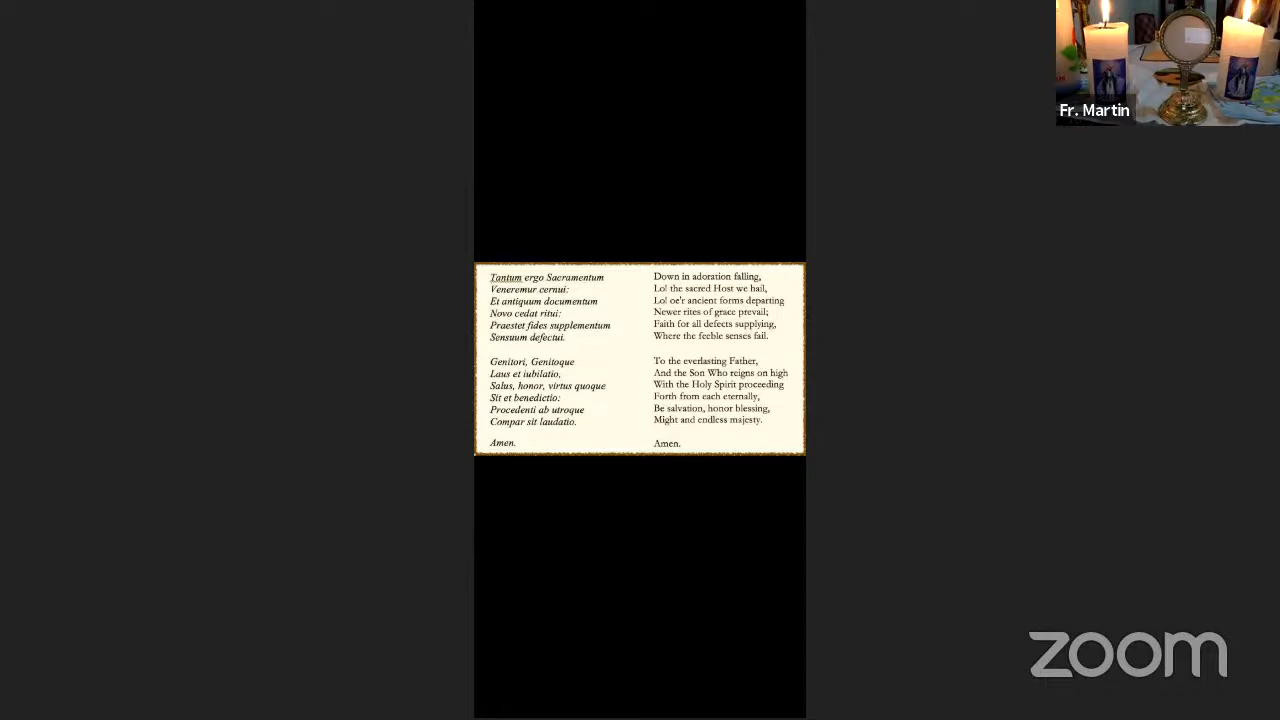 Tantum ergo Sacramentum
Veneremur cernui:
Et antiquum documentum
Novo cedat ritui:
Praestet fides supplementum
Sensuum defectui.
Genitori, Genitoque
Laus et iubilatio,
Salus, honor, virtus quoque
Sit et benedictio:
Procedenti ab utroque
Compar sit laudatio.
Amen.
Down in adoration falling,
Lo! the sacred Host we hail,
Lo! oe'r ancient forms departing
Newer rites of grace prevail;
Faith for all defects supplying,
Where the feeble senses fail.
To the everlasting Father,
And the Son Who reigns on high
With the Holy Spirit proceeding
Forth from each eternally,
Be salvation, honor blessing,
Might and endless majesty.
Amen.
Fr. Martin
zoom